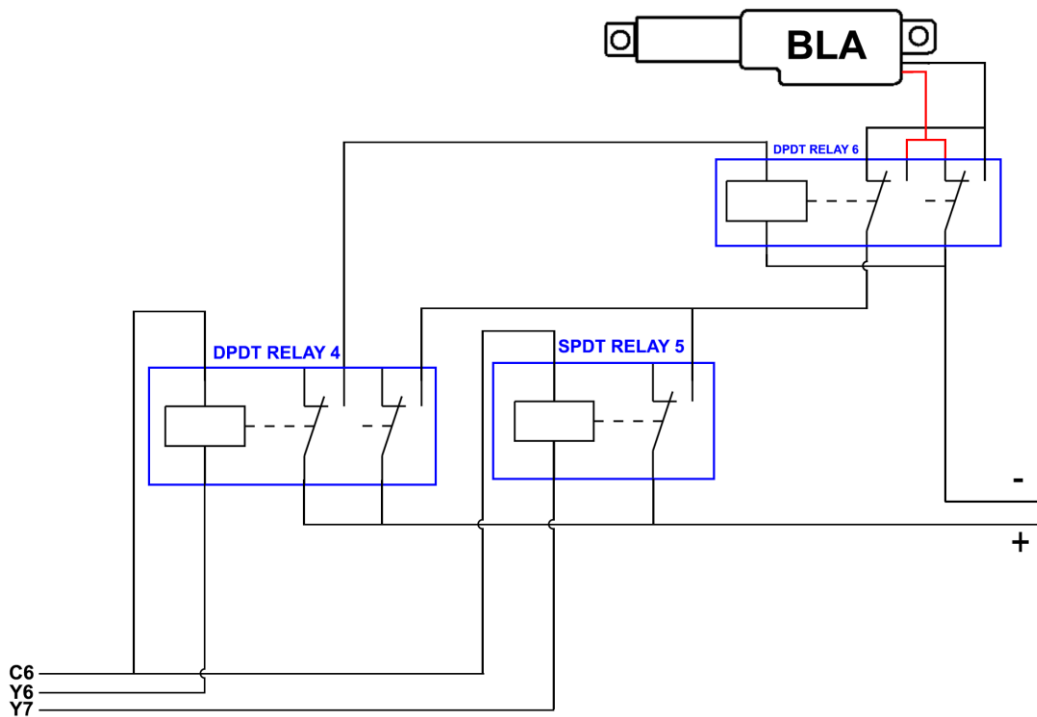 BLA
DPDT RELAY 6
DPDT RELAY 4
SPDT RELAY 5
-
+
C6
Y6
Y7